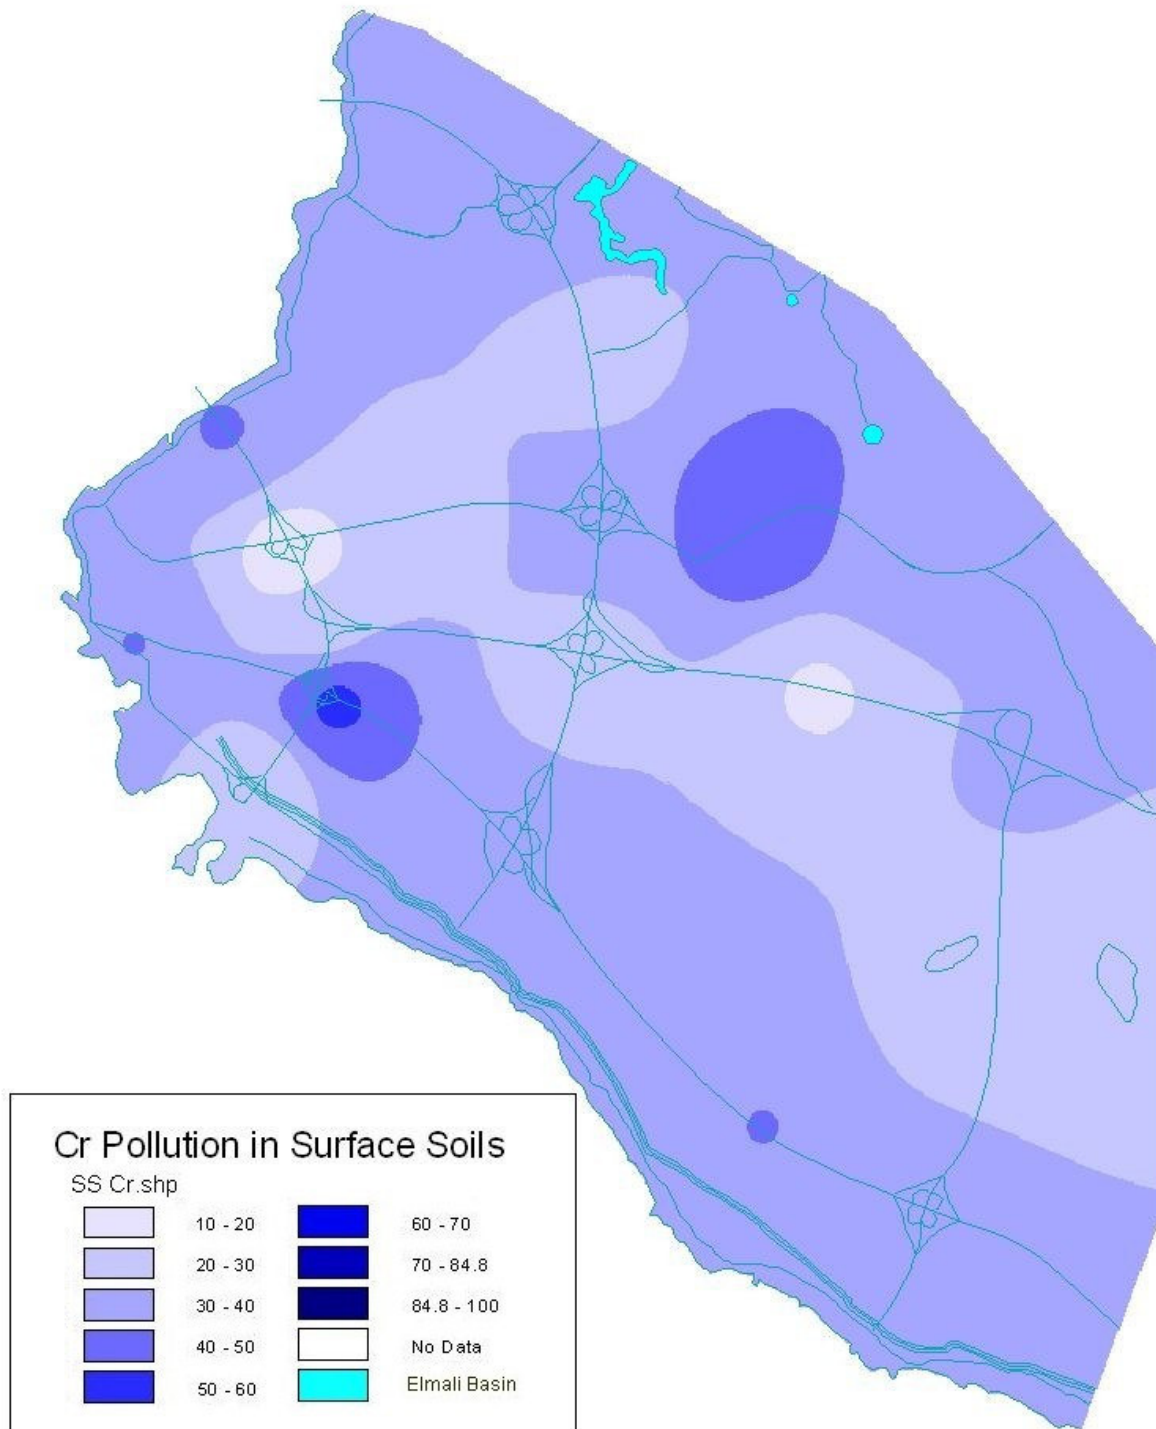 Cr Pollution in Surface Soils
SS Cr.shp
10 - 20
20 - 30
30 - 40
40 - 50
50 - 60
60 - 70
70 - 84.8
84.8 - 100
No Data
Elmali Basin